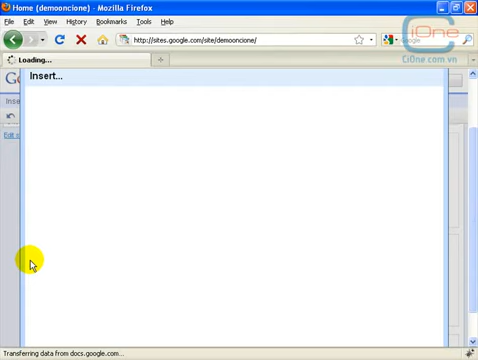 Home (demooncione) - Mozilla Firefox
File Edit View History Bookmarks Tools Help
http://sites.google.com/site/demooncione/
CiOne
Loading...
CiOne.com.vn
Insert...
Transferring data from docs.google.com...